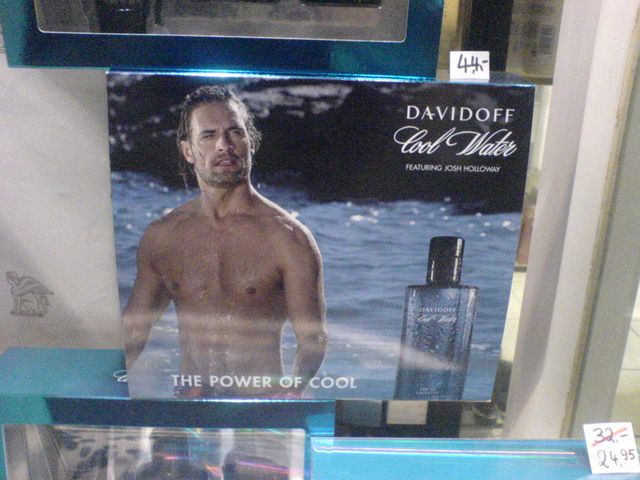 44,-
DAVIDOFF
Cool Water
FEATURING JOSH HOLLOWAY
DAVIDOFF
Cool Water
THE POWER OF COOL
32.-
24,95